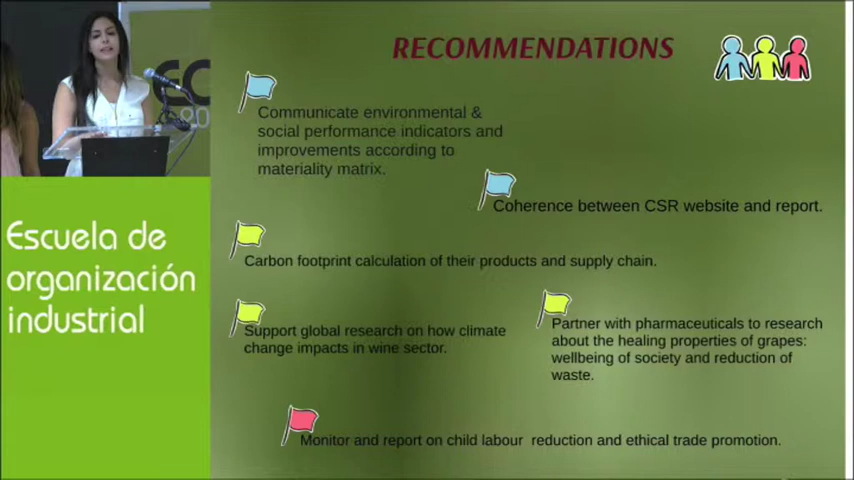 RECOMMENDATIONS
Communicate environmental &
social performance indicators and
improvements according to
materiality matrix.
Coherence between CSR website and report.
Carbon footprint calculation of their products and supply chain.
Support global research on how climate
change impacts in wine sector.
Partner with pharmaceuticals to research
about the healing properties of grapes:
wellbeing of society and reduction of
waste.
Monitor and report on child labour reduction and ethical trade promotion.
Escuela de
organización
industrial